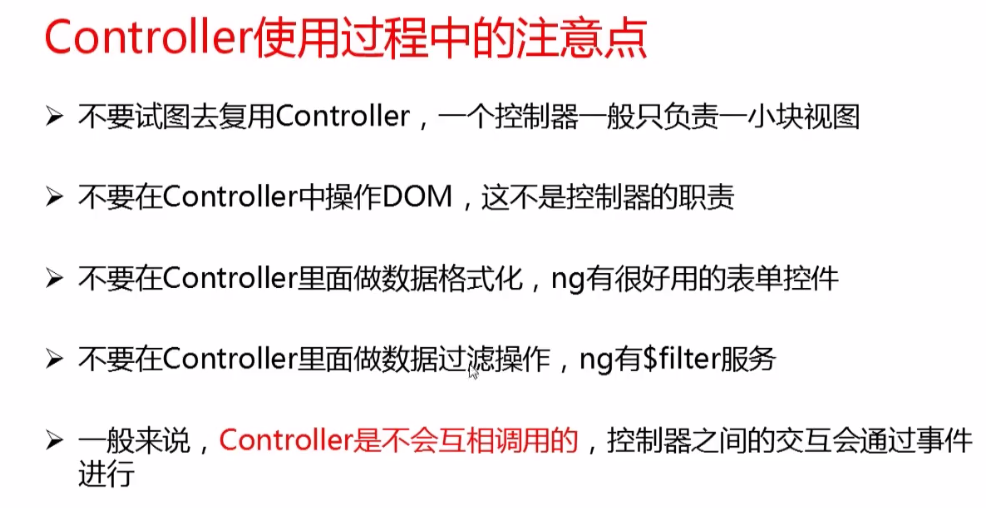 Controller使用过程中的注意点
不要试图去复用Controller，一个控制器一般只负责一小块视图
不要在Controller中操作DOM，这不是控制器的职责
不要在Controller里面做数据格式化，ng有很好用的表单控件
不要在Controller里面做数据过滤操作，ng有$filter服务
一般来说，Controller是不会互相调用的，控制器之间的交互会通过事件
进行